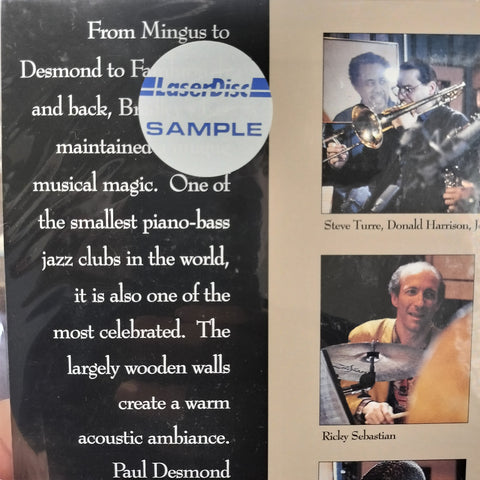 From Mingus to
Desmond to
and back,
maintained
musical magic. One of
the smallest piano-bass
jazz clubs in the world,
it is also one of the
most celebrated. The
largely wooden walls
create a warm
acoustic ambiance.
Paul Desmond
LaserDisc
SAMPLE
Steve Turre, Donald Harrison,
Ricky Sebastian